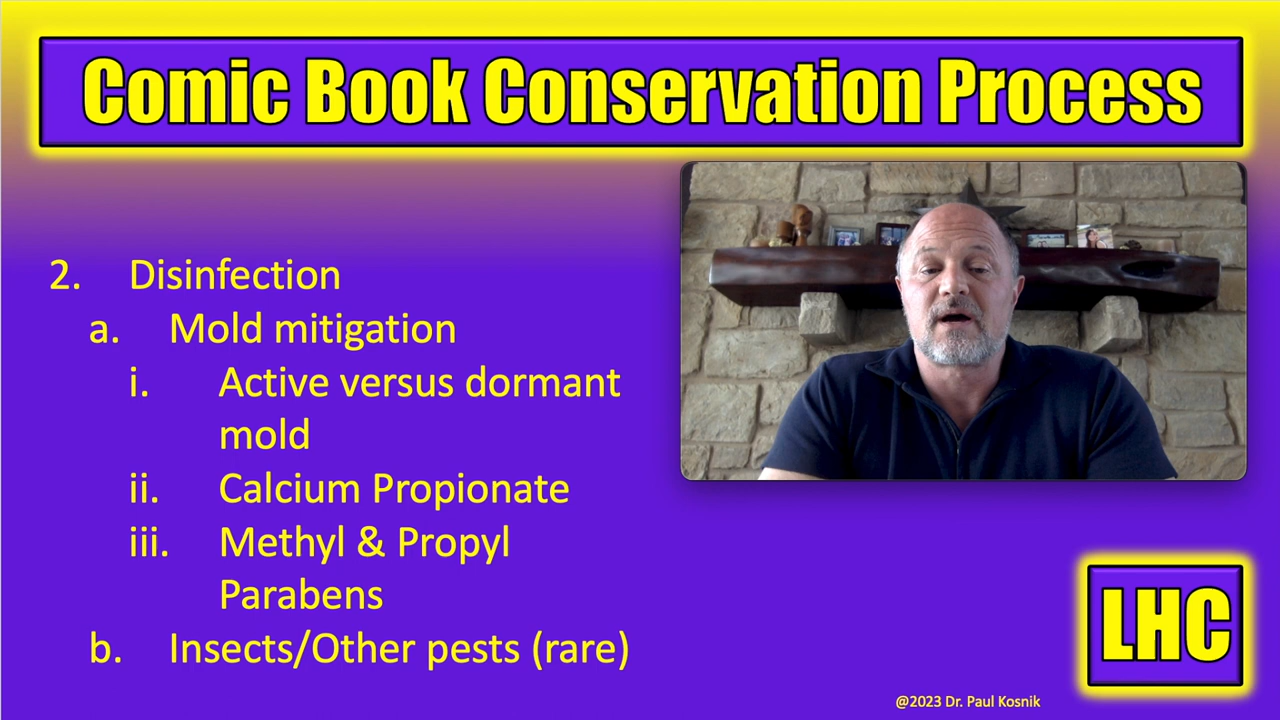 Comic Book Conservation Process
2. Disinfection
a. Mold mitigation
i. Active versus dormant
mold
ii. Calcium Propionate
iii. Methyl & Propyl
Parabens
b. Insects/Other pests (rare)
LHC
@2023 Dr. Paul Kosnik